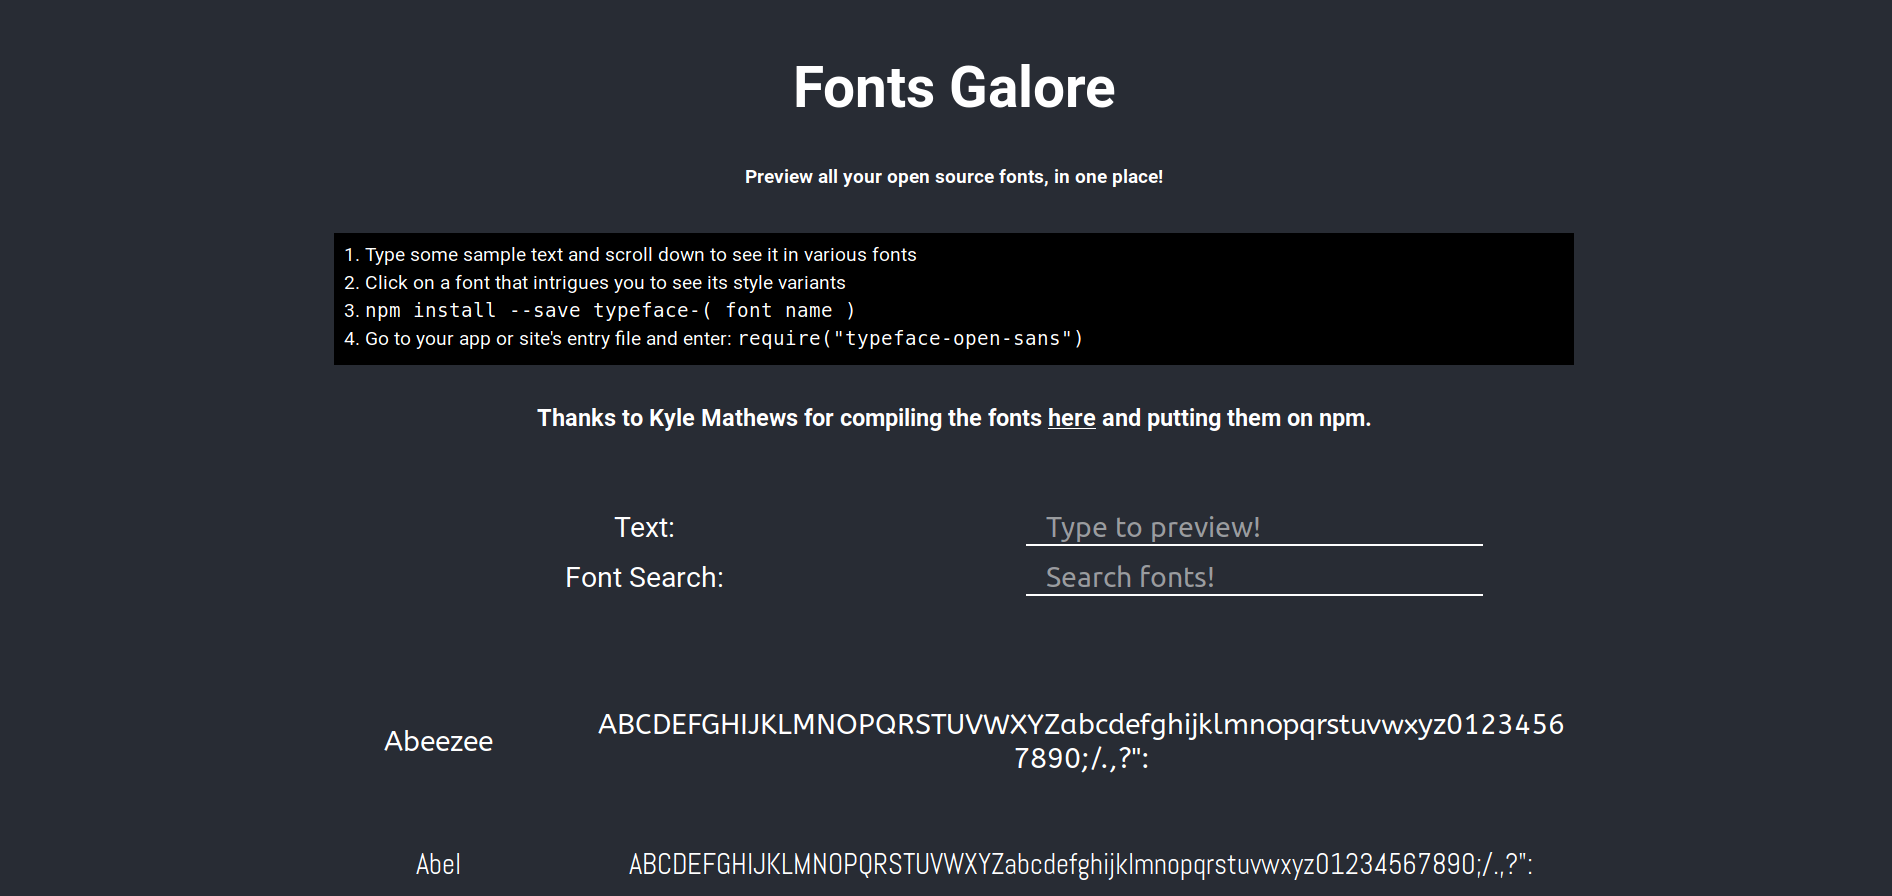 Fonts Galore
Preview all your open source fonts, in one place!
1. Type some sample text and scroll down to see it in various fonts
2. Click on a font that intrigues you to see its style variants
3. npm install --save typeface-( font name )
4. Go to your app or site's entry file and enter: require("typeface-open-sans")
Thanks to Kyle Mathews for compiling the fonts here and putting them on npm.
Text: Type to preview!
Font Search: Search fonts!
Abeezee
ABCDEFGHIJKLMNOPQRSTUVWXYZabcdefghijklmnopqrstuvwxyz0123456
7890;/.,?":
Abel ABCDEFGHIJKLMNOPQRSTUVWXYZabcdefghijklmnopqrstuvwxyz01234567890;/.,?":